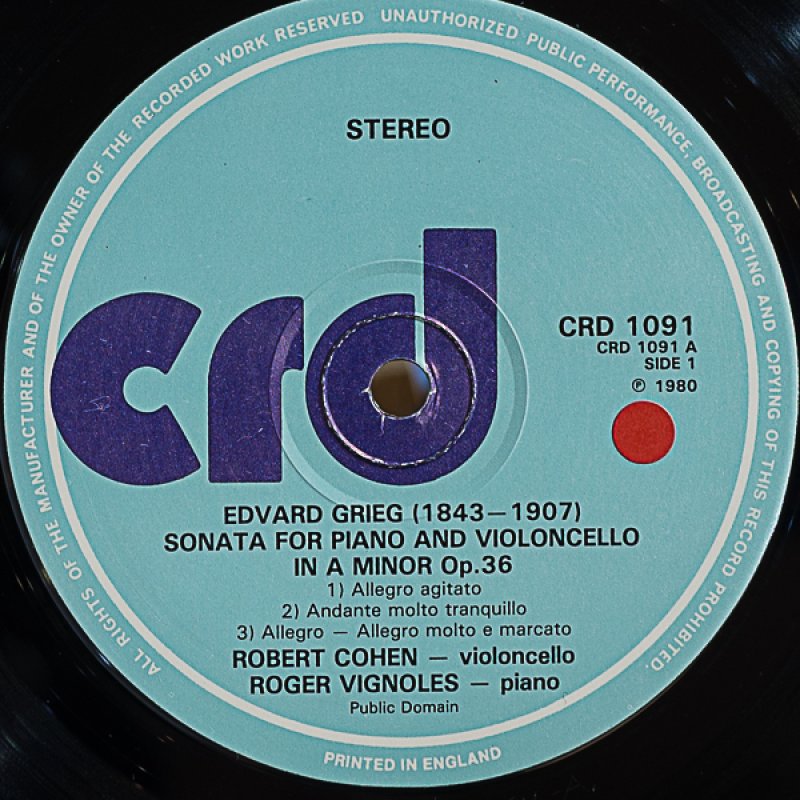 ALL RIGHTS OF THE MANUFACTURER AND OF THE OWNER OF THE RECORDED WORK RESERVED UNAUTHORIZED PUBLIC PERFORMANCE, BROADCASTING AND COPYING OF THIS RECORD PROHIBITED.
STEREO
crd
CRD 1091
CRD 1091 A
SIDE 1
℗ 1980
EDVARD GRIEG (1843—1907)
SONATA FOR PIANO AND VIOLONCELLO
IN A MINOR Op.36
1) Allegro agitato
2) Andante molto tranquillo
3) Allegro — Allegro molto e marcato
ROBERT COHEN — violoncello
ROGER VIGNOLES — piano
Public Domain
PRINTED IN ENGLAND